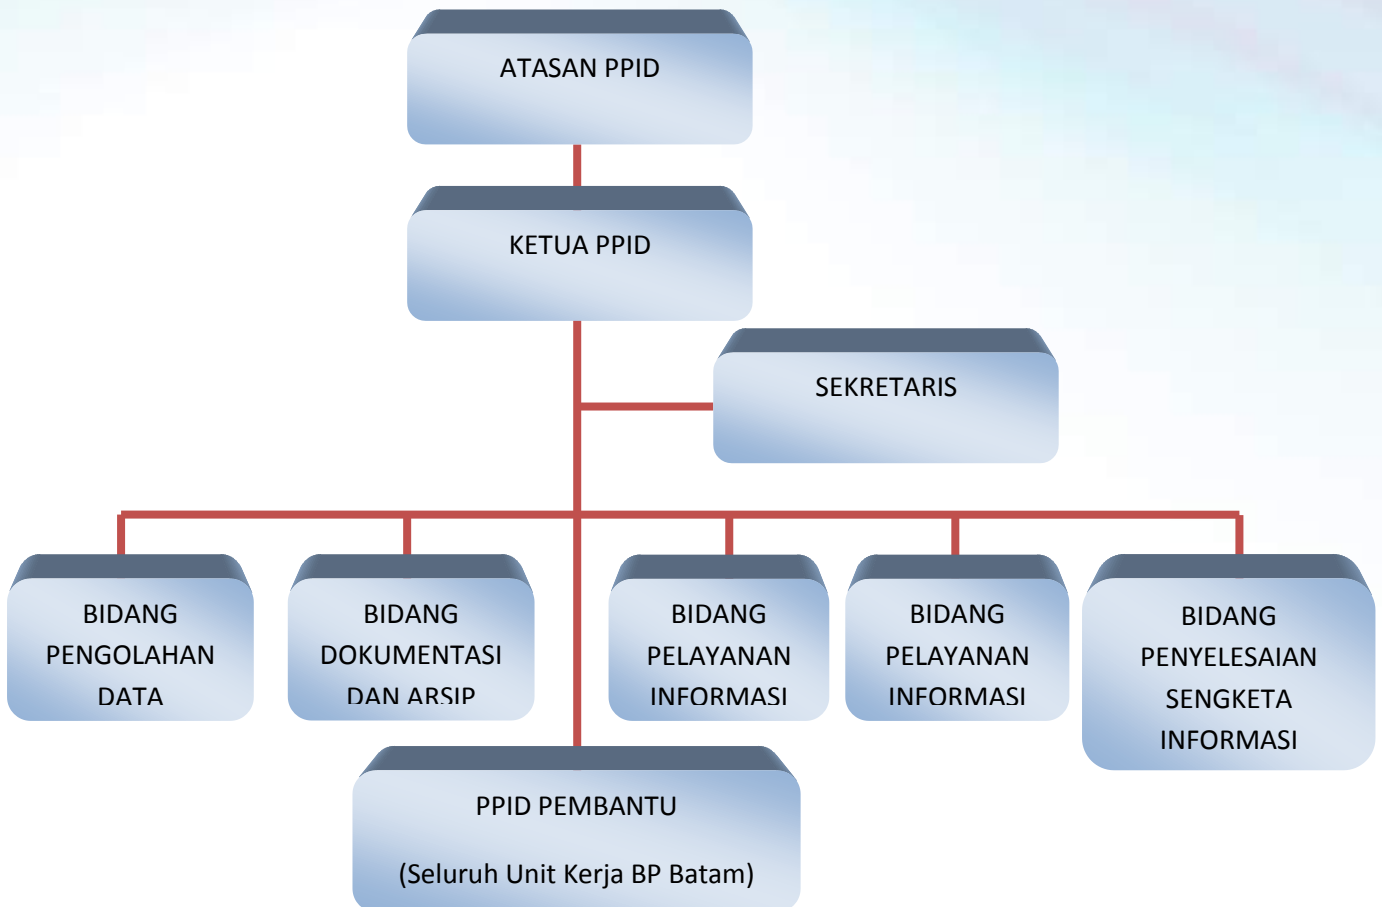 ATASAN PPID
KETUA PPID
SEKRETARIS
BIDANG
PENGOLAHAN
DATA
BIDANG
DOKUMENTASI
DAN ARSIP
BIDANG
PELAYANAN
INFORMASI
BIDANG
PELAYANAN
INFORMASI
BIDANG
PENYELESAIAN
SENGKETA
INFORMASI
PPID PEMBANTU
(Seluruh Unit Kerja BP Batam)